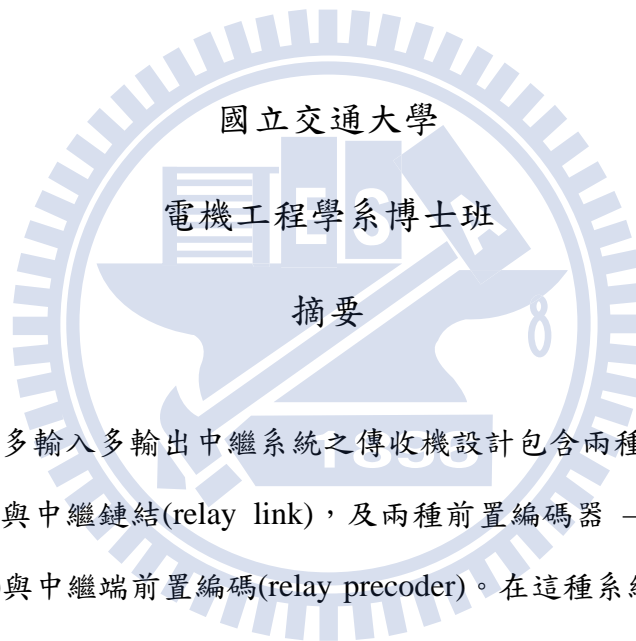 國立交通大學
電機工程學系博士班
摘要
多輸入多輸出中繼系統之傳收機設計包含兩種
與中繼鏈結(relay link)，及兩種前置編碼器 –
與中繼端前置編碼(relay precoder)。在這種系統